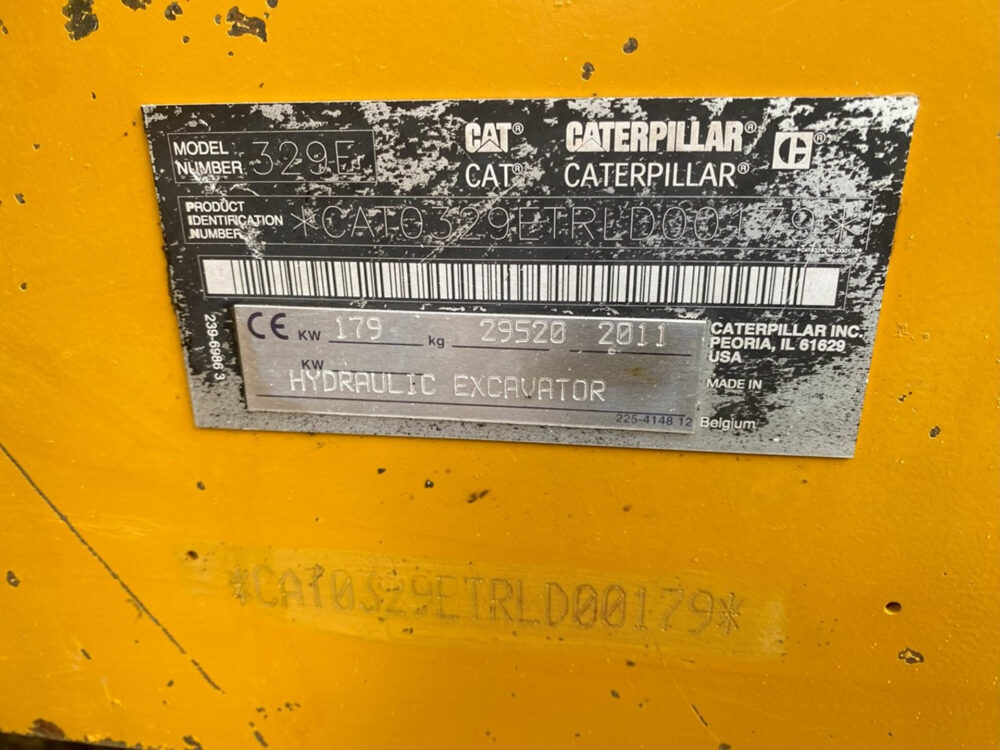 MODEL NUMBER 329E
CAT® CATERPILLAR® ®
CAT® CATERPILLAR®
PRODUCT IDENTIFICATION NUMBER *CAT0329ETRLD00179*
*CAT0329ETRLD00179*
239-6986 3
CE KW 179 kg 29520 2011
KW
HYDRAULIC EXCAVATOR
225-4148 12
CATERPILLAR INC.
PEORIA, IL 61629
USA
MADE IN
Belgium
*CAT0329ETRLD00179*